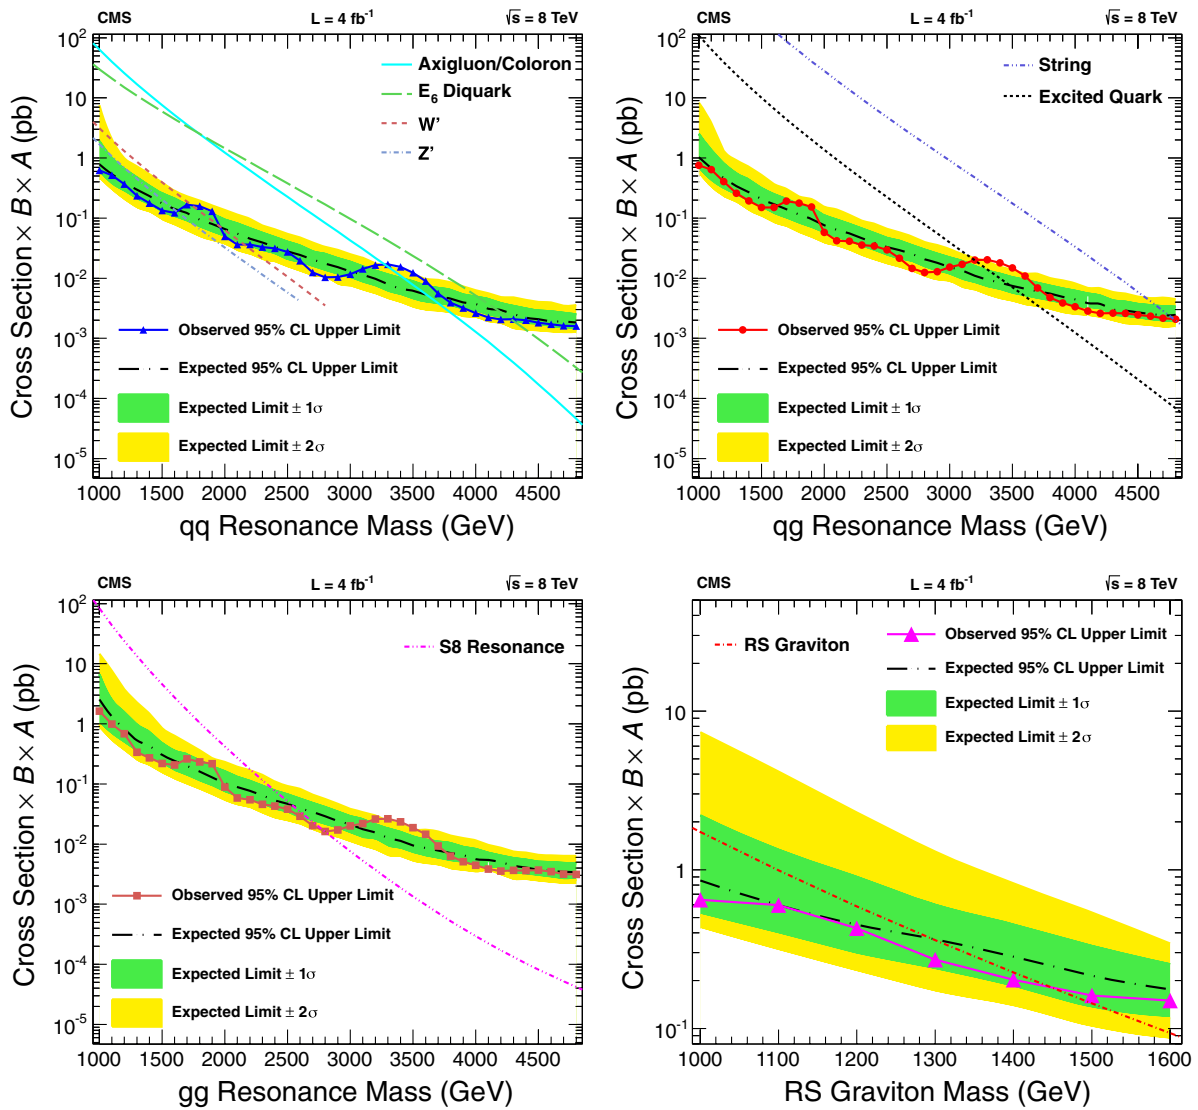 CMS L = 4 fb⁻¹ √s = 8 TeV
10²
10
1
10⁻¹
10⁻²
10⁻³
10⁻⁴
10⁻⁵
Cross Section × B × A (pb)
Axigluon/Coloron
E₆ Diquark
W'
Z'
Observed 95% CL Upper Limit
Expected 95% CL Upper Limit
Expected Limit ± 1σ
Expected Limit ± 2σ
1000 1500 2000 2500 3000 3500 4000 4500
qq Resonance Mass (GeV)
CMS L = 4 fb⁻¹ √s = 8 TeV
10²
10
1
10⁻¹
10⁻²
10⁻³
10⁻⁴
10⁻⁵
Cross Section × B × A (pb)
String
Excited Quark
Observed 95% CL Upper Limit
Expected 95% CL Upper Limit
Expected Limit ± 1σ
Expected Limit ± 2σ
1000 1500 2000 2500 3000 3500 4000 4500
qg Resonance Mass (GeV)
CMS L = 4 fb⁻¹ √s = 8 TeV
10²
10
1
10⁻¹
10⁻²
10⁻³
10⁻⁴
10⁻⁵
Cross Section × B × A (pb)
S8 Resonance
Observed 95% CL Upper Limit
Expected 95% CL Upper Limit
Expected Limit ± 1σ
Expected Limit ± 2σ
1000 1500 2000 2500 3000 3500 4000 4500
gg Resonance Mass (GeV)
CMS L = 4 fb⁻¹ √s = 8 TeV
10
1
10⁻¹
Cross Section × B × A (pb)
RS Graviton
Observed 95% CL Upper Limit
Expected 95% CL Upper Limit
Expected Limit ± 1σ
Expected Limit ± 2σ
1000 1100 1200 1300 1400 1500 1600
RS Graviton Mass (GeV)